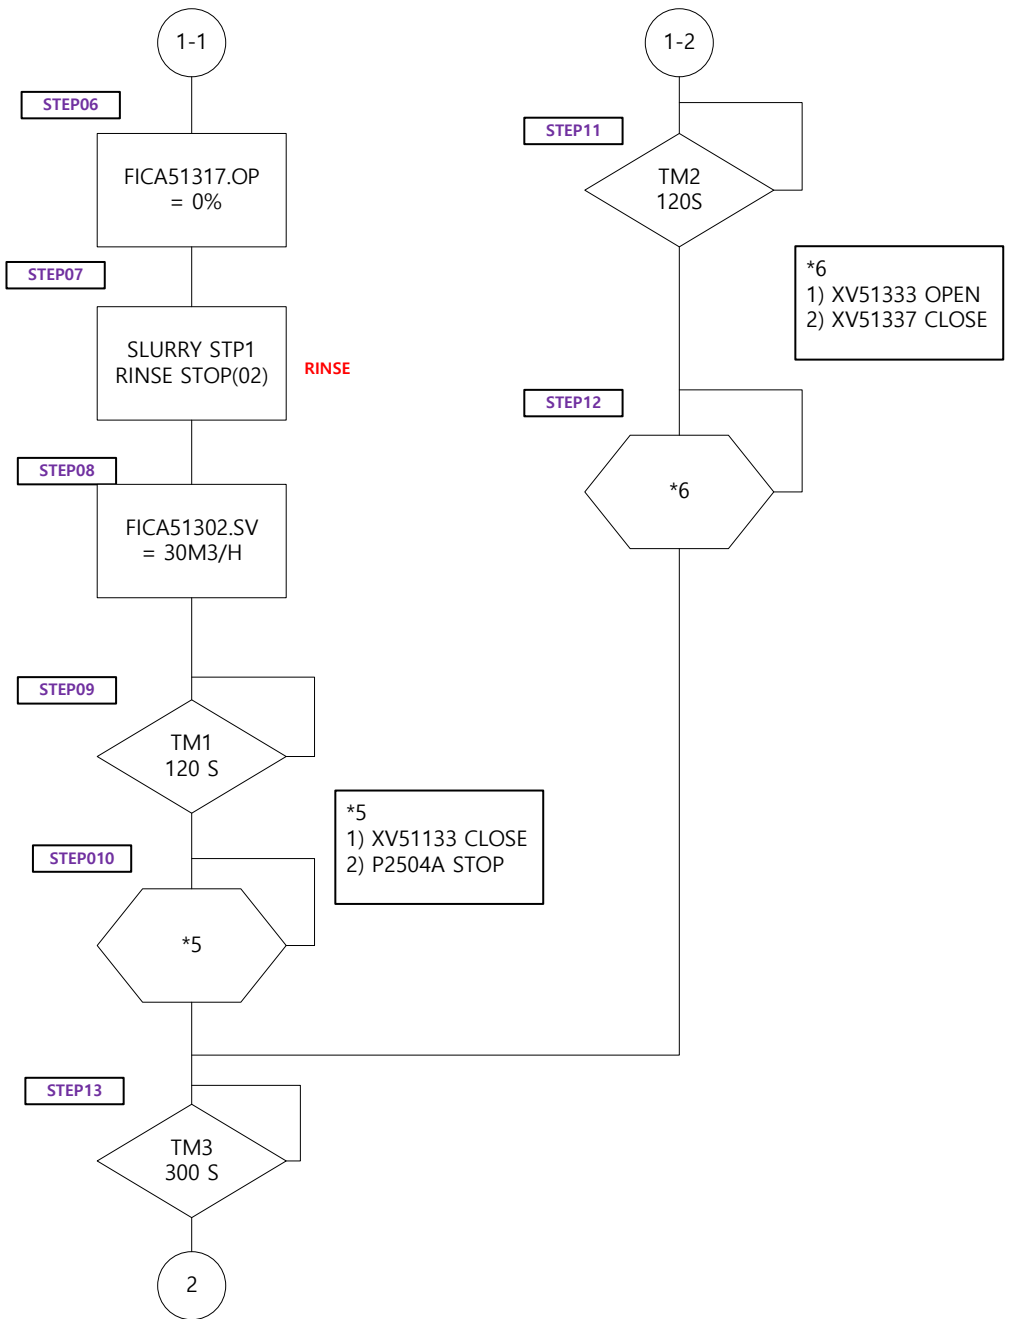 1-1
STEP06
FICA51317.OP
= 0%
STEP07
SLURRY STP1
RINSE STOP(02)
RINSE
STEP08
FICA51302.SV
= 30M3/H
STEP09
TM1
120 S
*5
1) XV51133 CLOSE
2) P2504A STOP
STEP010
*5
STEP13
TM3
300 S
2
1-2
STEP11
TM2
120S
*6
1) XV51333 OPEN
2) XV51337 CLOSE
STEP12
*6